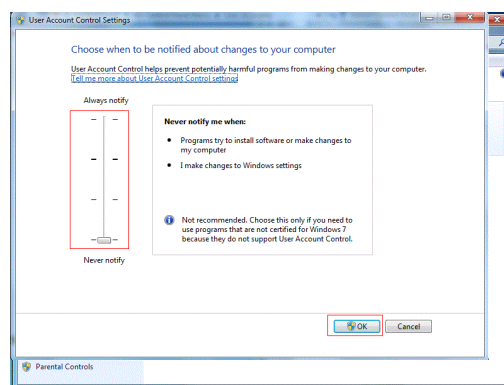 User Account Control Settings
Choose when to be notified about changes to your computer
User Account Control helps prevent potentially harmful programs from making changes to your computer.
Tell me more about User Account Control settings
Always notify
Never notify me when:
Programs try to install software or make changes to
my computer
I make changes to Windows settings
Not recommended. Choose this only if you need to
use programs that are not certified for Windows 7
because they do not support User Account Control.
Never notify
OK
Cancel
Parental Controls